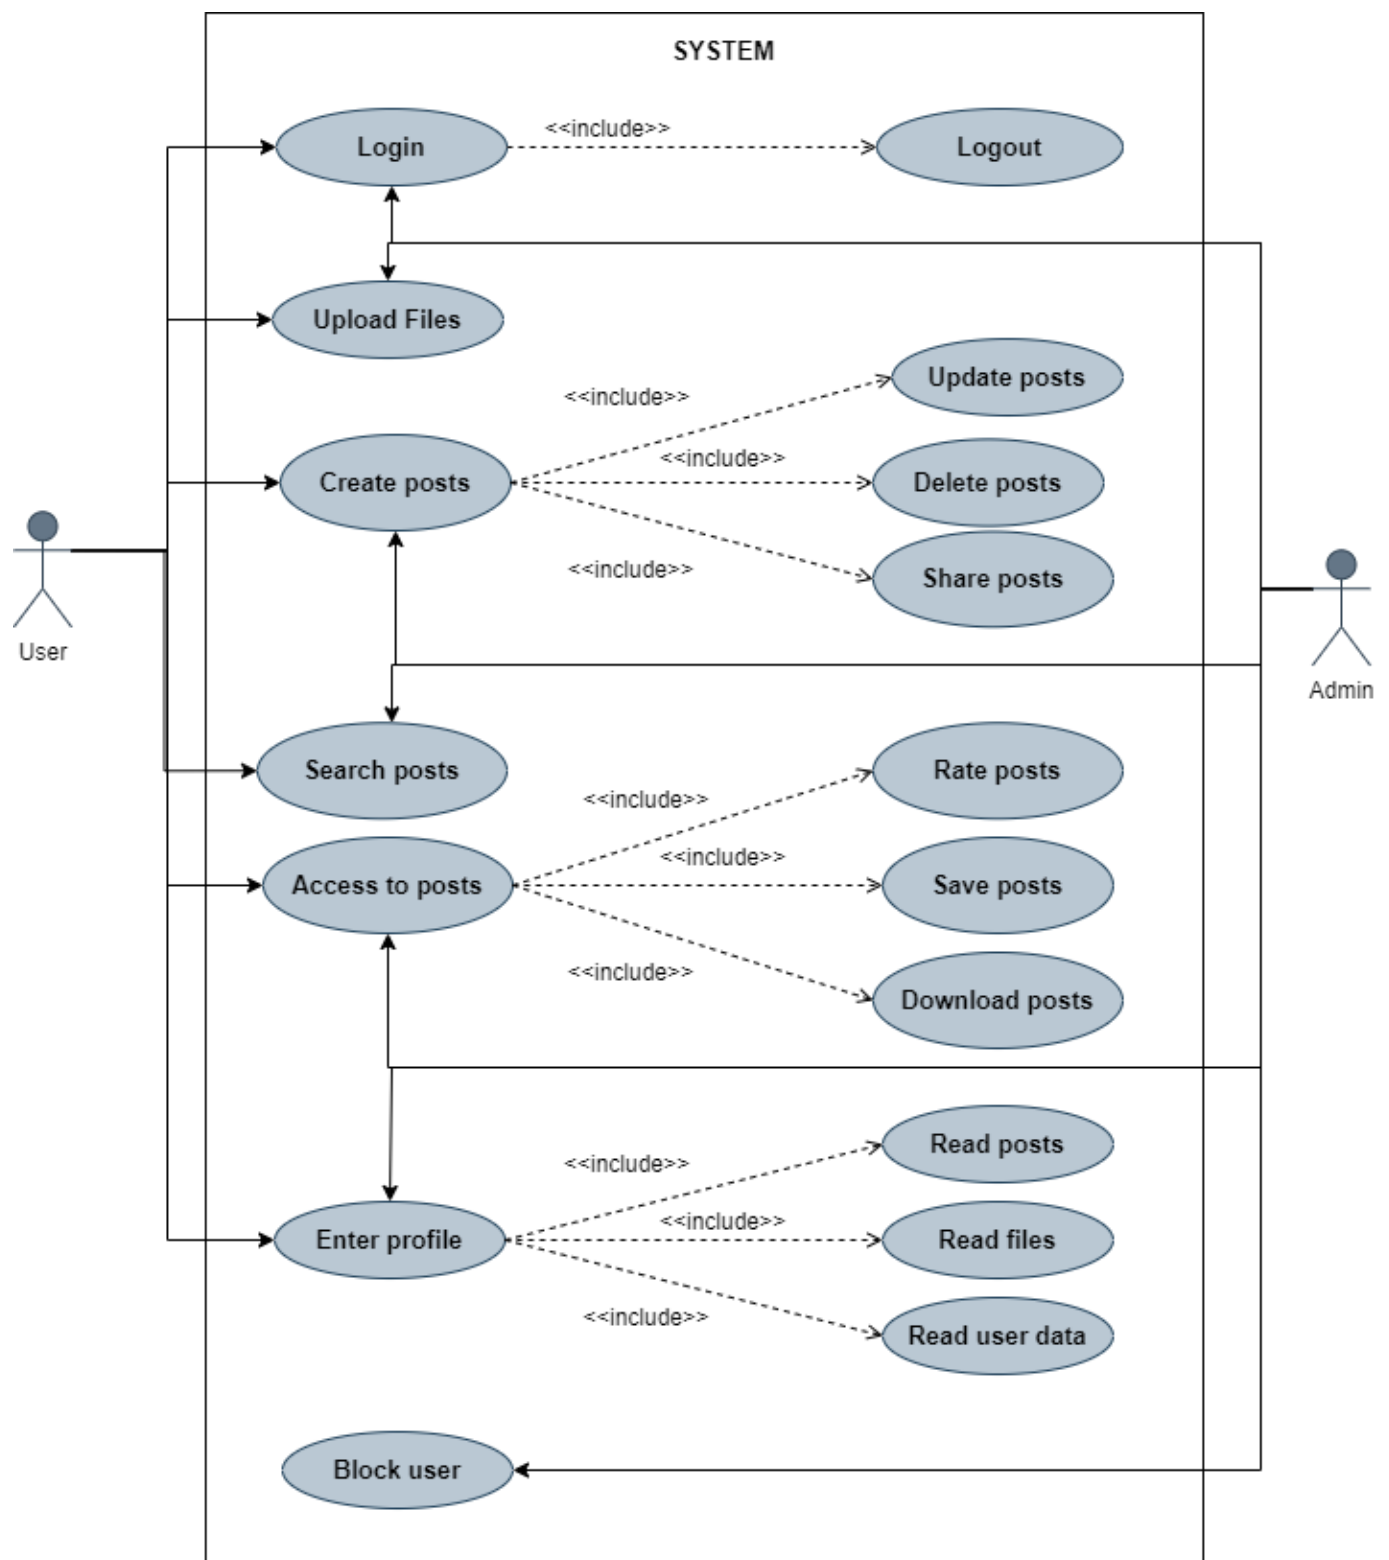 SYSTEM
Login
<<include>>
Logout
Upload Files
Update posts
<<include>>
Create posts
<<include>>
Delete posts
<<include>>
Share posts
User
Admin
Search posts
Rate posts
<<include>>
Access to posts
<<include>>
Save posts
<<include>>
Download posts
Read posts
<<include>>
Enter profile
<<include>>
Read files
<<include>>
Read user data
Block user